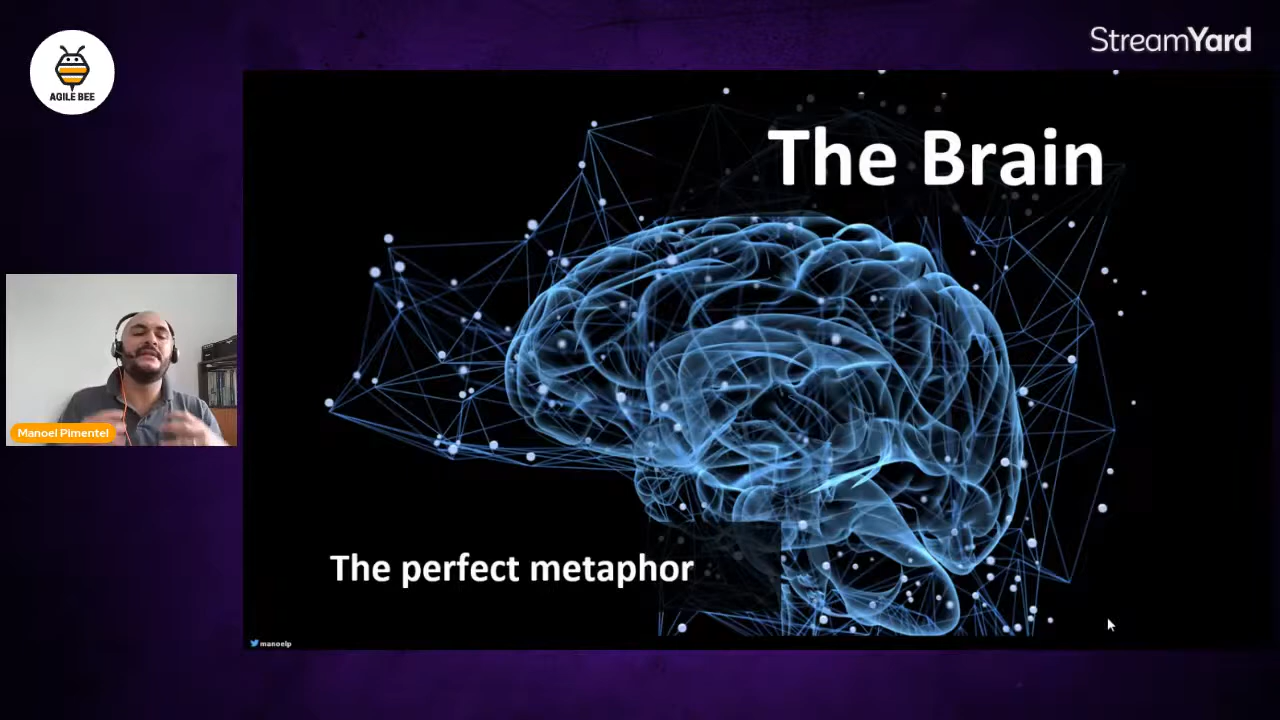 AGILE BEE
StreamYard
The Brain
Manoel Pimentel
The perfect metaphor
manoelp